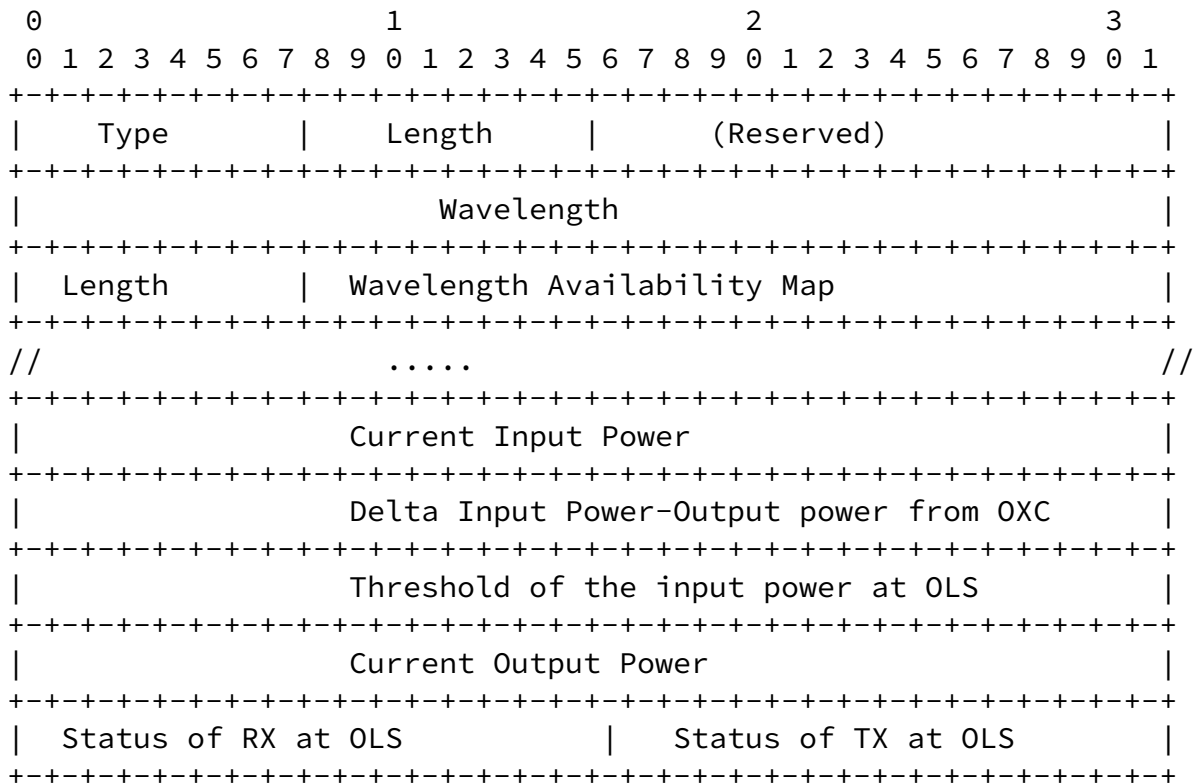 0                   1                   2                   3
 0 1 2 3 4 5 6 7 8 9 0 1 2 3 4 5 6 7 8 9 0 1 2 3 4 5 6 7 8 9 0 1
+-+-+-+-+-+-+-+-+-+-+-+-+-+-+-+-+-+-+-+-+-+-+-+-+-+-+-+-+-+-+-+-+
|    Type       |    Length     |      (Reserved)               |
+-+-+-+-+-+-+-+-+-+-+-+-+-+-+-+-+-+-+-+-+-+-+-+-+-+-+-+-+-+-+-+-+
|                       Wavelength                              |
+-+-+-+-+-+-+-+-+-+-+-+-+-+-+-+-+-+-+-+-+-+-+-+-+-+-+-+-+-+-+-+-+
|  Length       |  Wavelength Availability Map                  |
+-+-+-+-+-+-+-+-+-+-+-+-+-+-+-+-+-+-+-+-+-+-+-+-+-+-+-+-+-+-+-+-+
//                   .....                                      //
+-+-+-+-+-+-+-+-+-+-+-+-+-+-+-+-+-+-+-+-+-+-+-+-+-+-+-+-+-+-+-+-+
|                  Current Input Power                          |
+-+-+-+-+-+-+-+-+-+-+-+-+-+-+-+-+-+-+-+-+-+-+-+-+-+-+-+-+-+-+-+-+
|                  Delta Input Power-Output power from OXC      |
+-+-+-+-+-+-+-+-+-+-+-+-+-+-+-+-+-+-+-+-+-+-+-+-+-+-+-+-+-+-+-+-+
|                  Threshold of the input power at OLS          |
+-+-+-+-+-+-+-+-+-+-+-+-+-+-+-+-+-+-+-+-+-+-+-+-+-+-+-+-+-+-+-+-+
|                  Current Output Power                         |
+-+-+-+-+-+-+-+-+-+-+-+-+-+-+-+-+-+-+-+-+-+-+-+-+-+-+-+-+-+-+-+-+
|  Status of RX at OLS           |   Status of TX at OLS        |
+-+-+-+-+-+-+-+-+-+-+-+-+-+-+-+-+-+-+-+-+-+-+-+-+-+-+-+-+-+-+-+-+